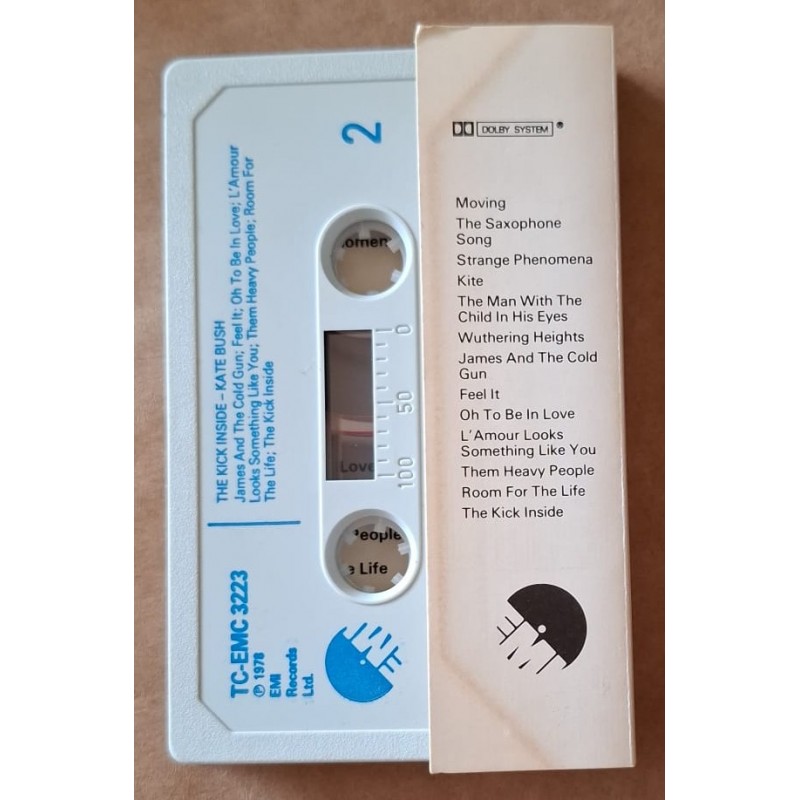 2
THE KICK INSIDE – KATE BUSH
James And The Cold Gun; Feel It; Oh To Be In Love; L'Amour
Looks Something Like You; Them Heavy People; Room For
The Life; The Kick Inside
TC-EMC 3223
℗ 1978
EMI
Records
Ltd.
EMI
0
50
100
Love
People
e Life
DOLBY SYSTEM ®
Moving
The Saxophone
Song
Strange Phenomena
Kite
The Man With The
Child In His Eyes
Wuthering Heights
James And The Cold
Gun
Feel It
Oh To Be In Love
L'Amour Looks
Something Like You
Them Heavy People
Room For The Life
The Kick Inside
EMI